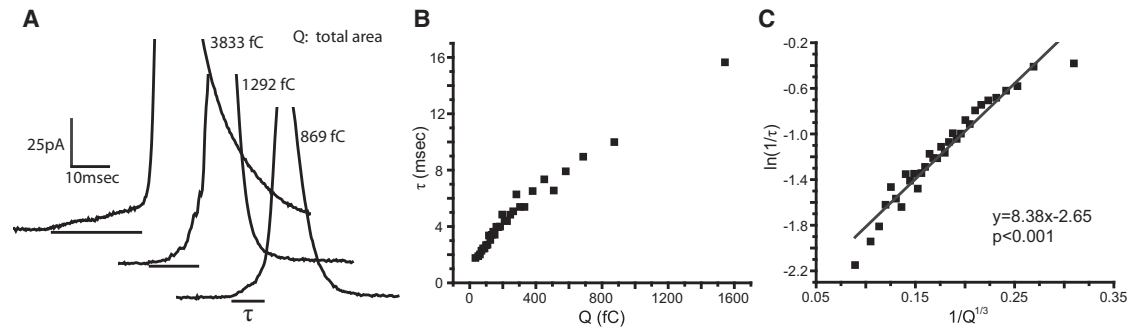 A
3833 fC
Q: total area
1292 fC
869 fC
25pA
10msec
τ
B
16
12
8
4
0
τ (msec)
0
400
800
1200
1600
Q (fC)
C
-0.2
-0.6
-1.0
-1.4
-1.8
-2.2
ln(1/τ)
y=8.38x-2.65
p<0.001
0.05
0.15
0.25
0.35
1/Q^1/3